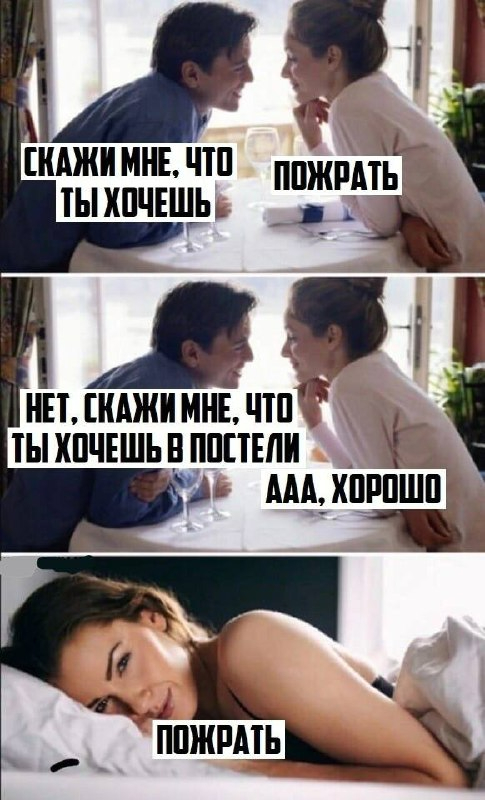 СКАЖИ МНЕ, ЧТО
ТЫ ХОЧЕШЬ
ПОЖРАТЬ
НЕТ, СКАЖИ МНЕ, ЧТО
ТЫ ХОЧЕШЬ В ПОСТЕЛИ
ААА, ХОРОШО
ПОЖРАТЬ